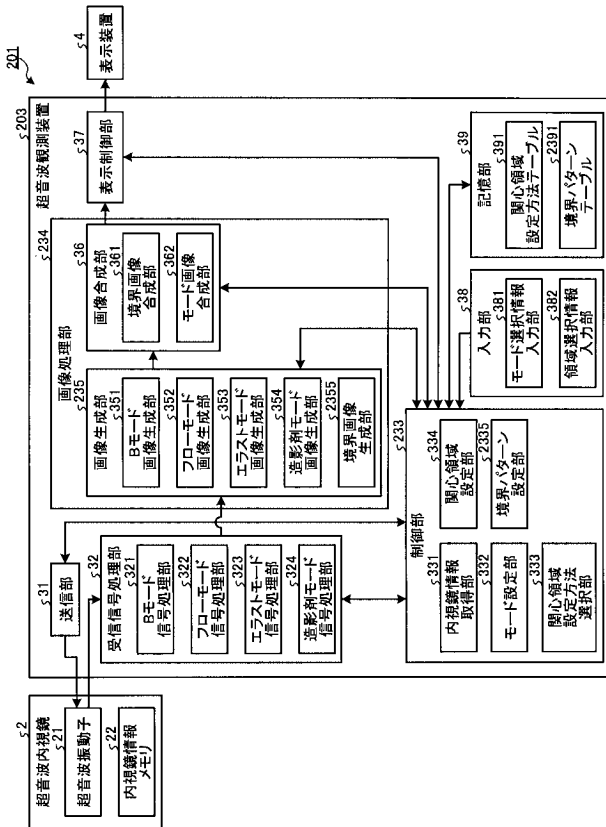 201
2
超音波内視鏡
21
超音波振動子
22
内視鏡情報
メモリ
203
超音波観測装置
31
送信部
32
受信信号処理部
321
Bモード
信号処理部
322
フローモード
信号処理部
323
エラストモード
信号処理部
324
造影剤モード
信号処理部
234
画像処理部
235
画像生成部
351
Bモード
画像生成部
352
フローモード
画像生成部
353
エラストモード
画像生成部
354
造影剤モード
画像生成部
2355
境界画像
生成部
36
画像合成部
361
境界画像
合成部
362
モード画像
合成部
37
表示制御部
4
表示装置
233
制御部
331
内視鏡情報
取得部
332
モード設定部
333
関心領域
設定方法
選択部
334
関心領域
設定部
2335
境界パターン
設定部
38
入力部
381
モード選択情報
入力部
382
領域選択情報
入力部
39
記憶部
391
関心領域
設定方法テーブル
2391
境界パターン
テーブル